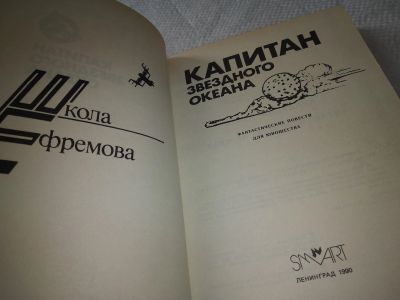 Школа
Ефремова
КАПИТАН
ЗВЕЗДНОГО
ОКЕАНА
ФАНТАСТИЧЕСКИЕ ПОВЕСТИ
ДЛЯ ЮНОШЕСТВА
SMART
ЛЕНИНГРАД 1990